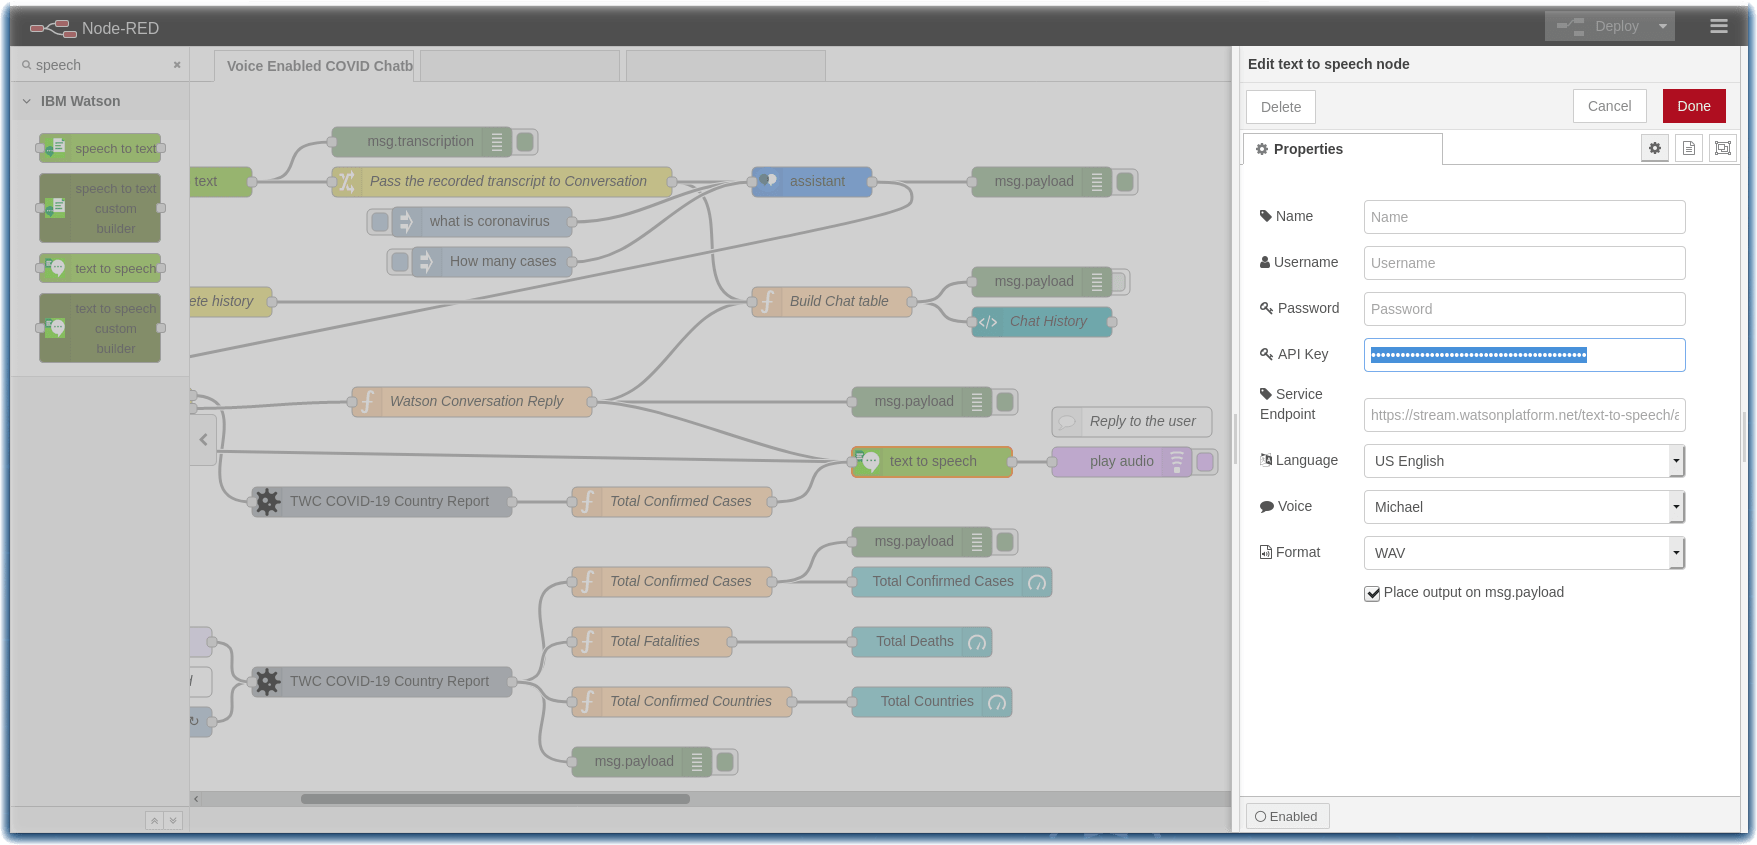 Node-RED
Deploy
speech
IBM Watson
speech to text
speech to text
custom
builder
text to speech
text to speech
custom
builder
Voice Enabled COVID Chatb
msg.transcription
text
Pass the recorded transcript to Conversation
assistant
msg.payload
what is coronavirus
How many cases
msg.payload
ete history
Build Chat table
Chat History
Watson Conversation Reply
msg.payload
Reply to the user
text to speech
play audio
TWC COVID-19 Country Report
Total Confirmed Cases
msg.payload
Total Confirmed Cases
Total Confirmed Cases
Total Fatalities
Total Deaths
TWC COVID-19 Country Report
Total Confirmed Countries
Total Countries
msg.payload
Edit text to speech node
Delete
Cancel
Done
Properties
Name
Name
Username
Username
Password
Password
API Key
Service
Endpoint
https://stream.watsonplatform.net/text-to-speech/a
Language
US English
Voice
Michael
Format
WAV
Place output on msg.payload
Enabled